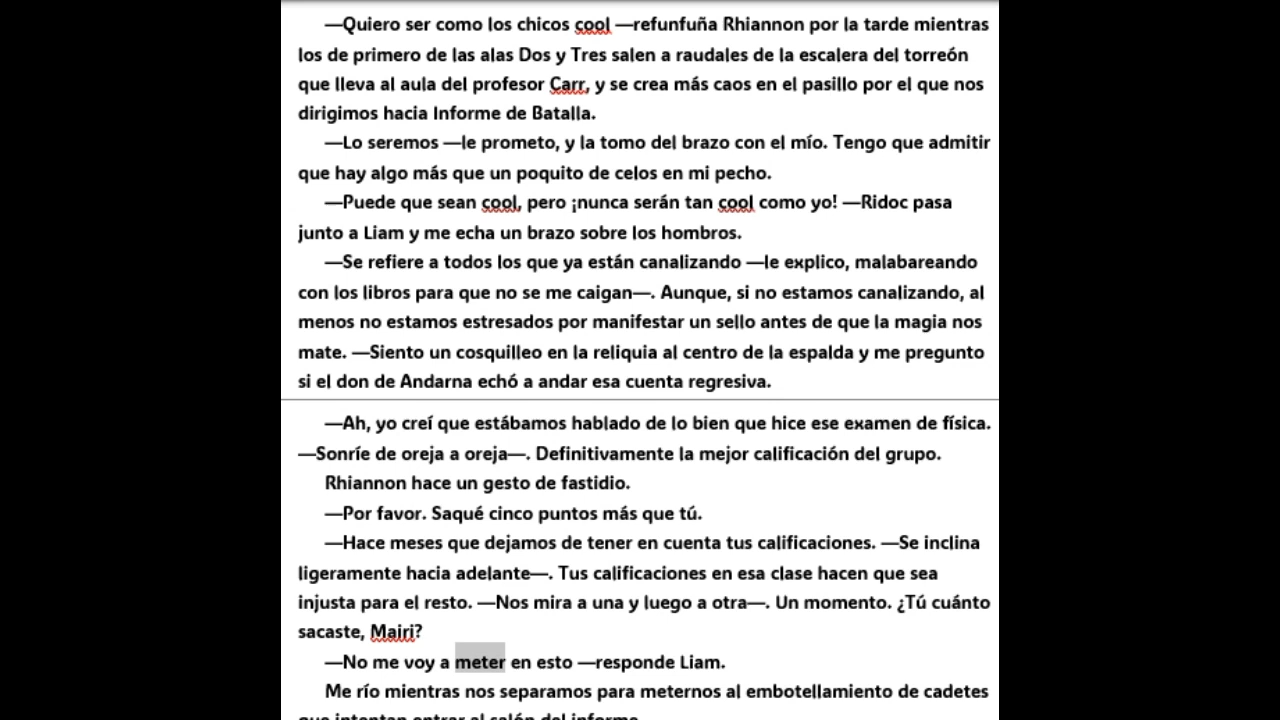 —Quiero ser como los chicos cool —refunfuña Rhiannon por la tarde mientras
los de primero de las alas Dos y Tres salen a raudales de la escalera del torreón
que lleva al aula del profesor Carr, y se crea más caos en el pasillo por el que nos
dirigimos hacia Informe de Batalla.
—Lo seremos —le prometo, y la tomo del brazo con el mío. Tengo que admitir
que hay algo más que un poquito de celos en mi pecho.
—Puede que sean cool, pero ¡nunca serán tan cool como yo! —Ridoc pasa
junto a Liam y me echa un brazo sobre los hombros.
—Se refiere a todos los que ya están canalizando —le explico, malabareando
con los libros para que no se me caigan—. Aunque, si no estamos canalizando, al
menos no estamos estresados por manifestar un sello antes de que la magia nos
mate. —Siento un cosquilleo en la reliquia al centro de la espalda y me pregunto
si el don de Andarna echó a andar esa cuenta regresiva.
—Ah, yo creí que estábamos hablado de lo bien que hice ese examen de física.
—Sonríe de oreja a oreja—. Definitivamente la mejor calificación del grupo.
Rhiannon hace un gesto de fastidio.
—Por favor. Saqué cinco puntos más que tú.
—Hace meses que dejamos de tener en cuenta tus calificaciones. —Se inclina
ligeramente hacia adelante—. Tus calificaciones en esa clase hacen que sea
injusta para el resto. —Nos mira a una y luego a otra—. Un momento. ¿Tú cuánto
sacaste, Mairi?
—No me voy a meter en esto —responde Liam.
Me río mientras nos separamos para meternos al embotellamiento de cadetes
que intentan entrar al salón del informe.